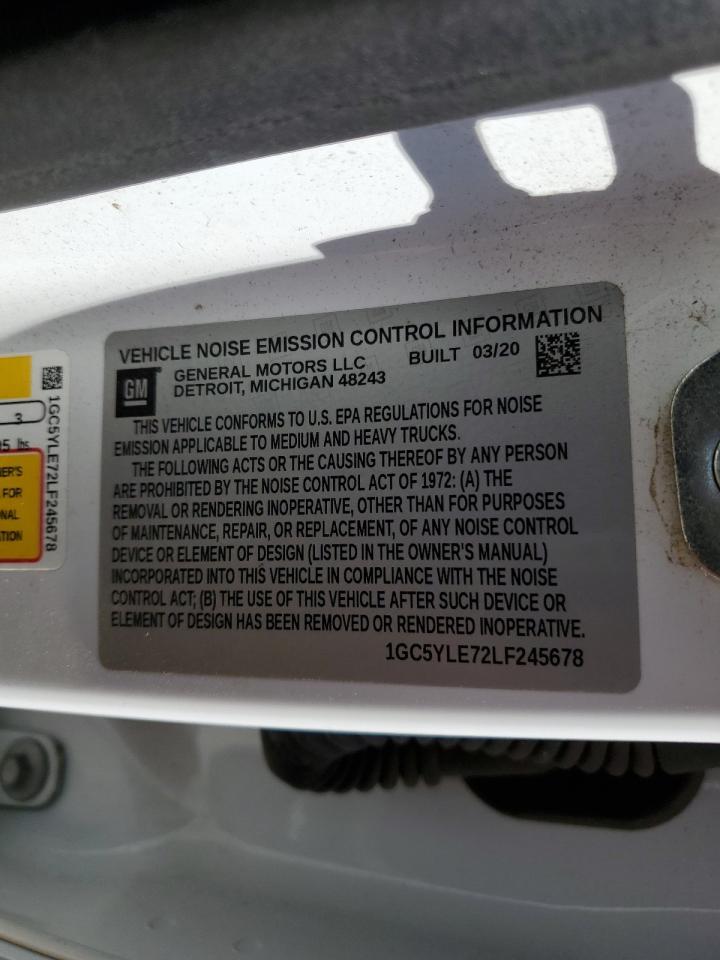 VEHICLE NOISE EMISSION CONTROL INFORMATION
GM
GENERAL MOTORS LLC BUILT 03/20
DETROIT, MICHIGAN 48243
THIS VEHICLE CONFORMS TO U.S. EPA REGULATIONS FOR NOISE
EMISSION APPLICABLE TO MEDIUM AND HEAVY TRUCKS.
THE FOLLOWING ACTS OR THE CAUSING THEREOF BY ANY PERSON
ARE PROHIBITED BY THE NOISE CONTROL ACT OF 1972: (A) THE
REMOVAL OR RENDERING INOPERATIVE, OTHER THAN FOR PURPOSES
OF MAINTENANCE, REPAIR, OR REPLACEMENT, OF ANY NOISE CONTROL
DEVICE OR ELEMENT OF DESIGN (LISTED IN THE OWNER'S MANUAL)
INCORPORATED INTO THIS VEHICLE IN COMPLIANCE WITH THE NOISE
CONTROL ACT; (B) THE USE OF THIS VEHICLE AFTER SUCH DEVICE OR
ELEMENT OF DESIGN HAS BEEN REMOVED OR RENDERED INOPERATIVE.
1GC5YLE72LF245678
3
lbs
FOR
1GC5YLE72LF245678